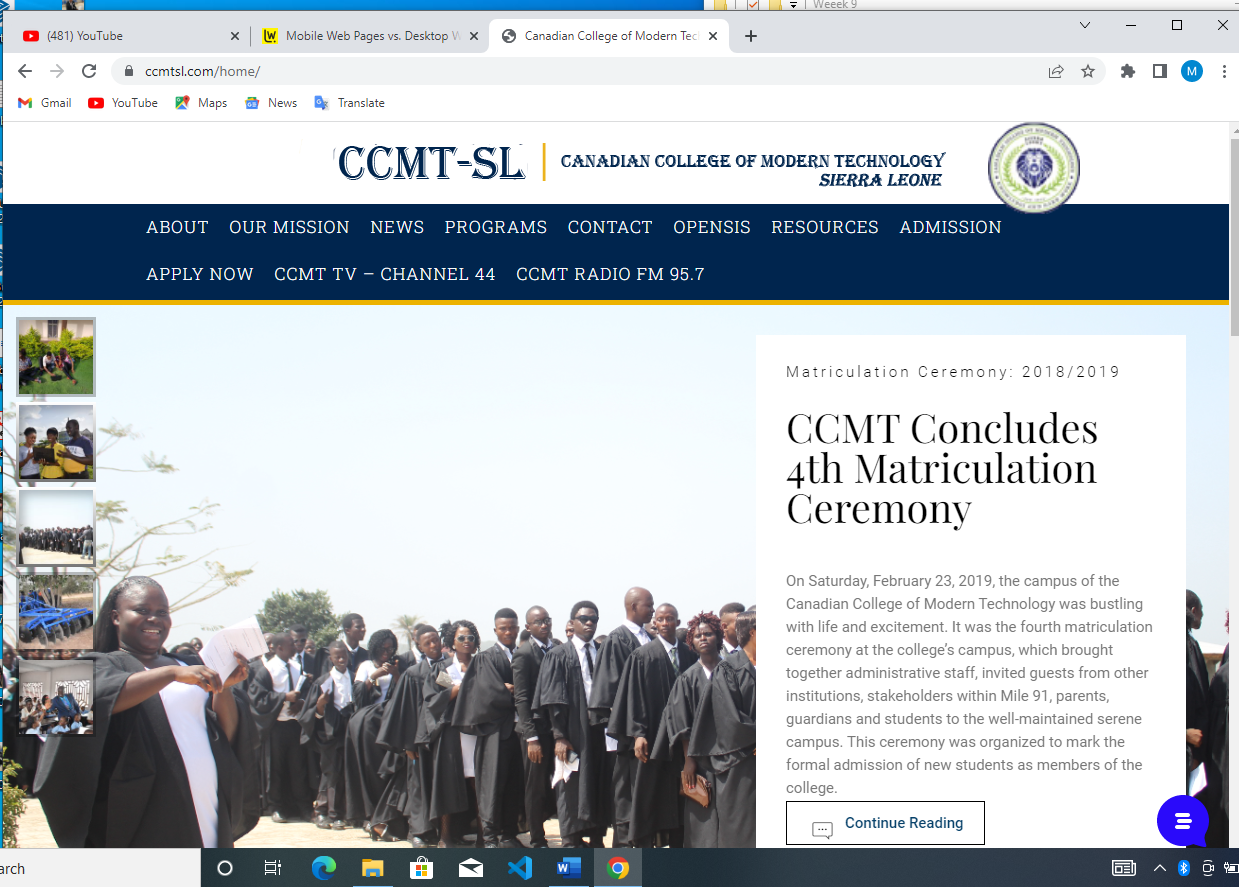 Weeek 9
(481) YouTube
Mobile Web Pages vs. Desktop W
Canadian College of Modern Tec
ccmtsl.com/home/
M
Gmail
YouTube
Maps
News
Translate
CCMT-SL
CANADIAN COLLEGE OF MODERN TECHNOLOGY
SIERRA LEONE
ABOUT OUR MISSION NEWS PROGRAMS CONTACT OPENSIS RESOURCES ADMISSION
APPLY NOW CCMT TV – CHANNEL 44 CCMT RADIO FM 95.7
Matriculation Ceremony: 2018/2019
CCMT Concludes
4th Matriculation
Ceremony
On Saturday, February 23, 2019, the campus of the
Canadian College of Modern Technology was bustling
with life and excitement. It was the fourth matriculation
ceremony at the college’s campus, which brought
together administrative staff, invited guests from other
institutions, stakeholders within Mile 91, parents,
guardians and students to the well-maintained serene
campus. This ceremony was organized to mark the
formal admission of new students as members of the
college.
Continue Reading
arch